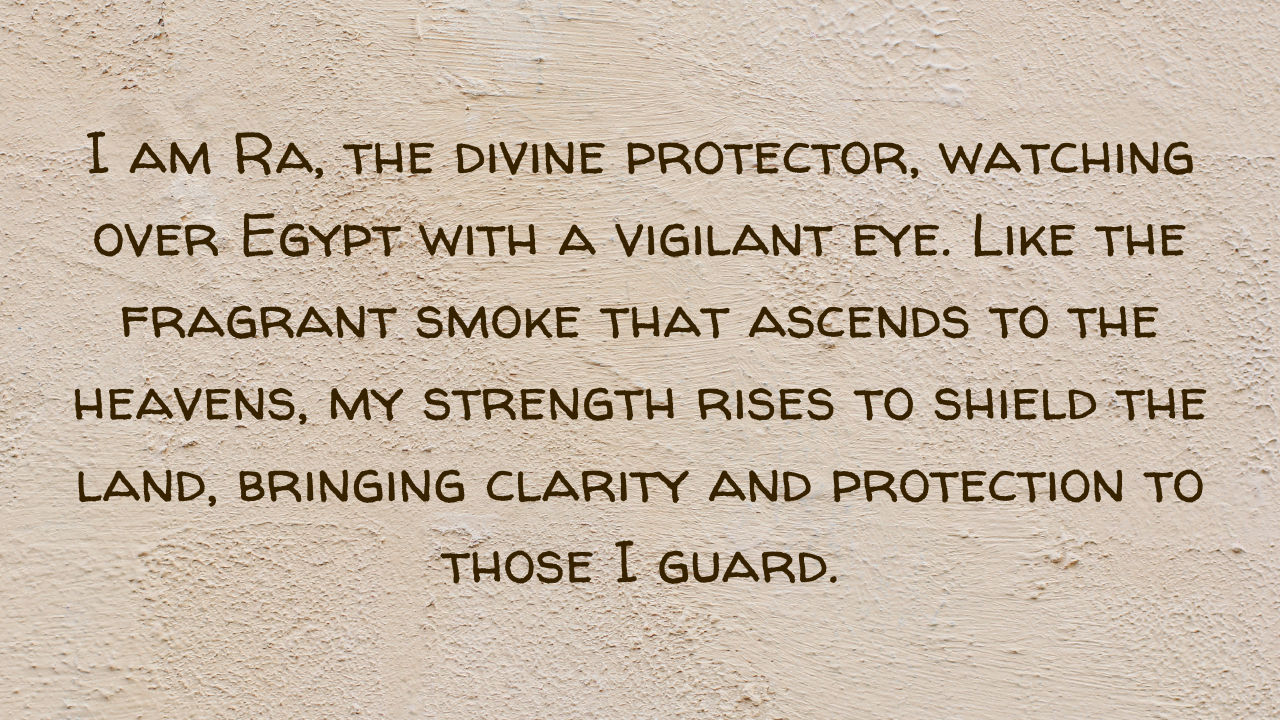 I am Ra, the divine protector, watching
over Egypt with a vigilant eye. Like the
fragrant smoke that ascends to the
heavens, my strength rises to shield the
land, bringing clarity and protection to
those I guard.